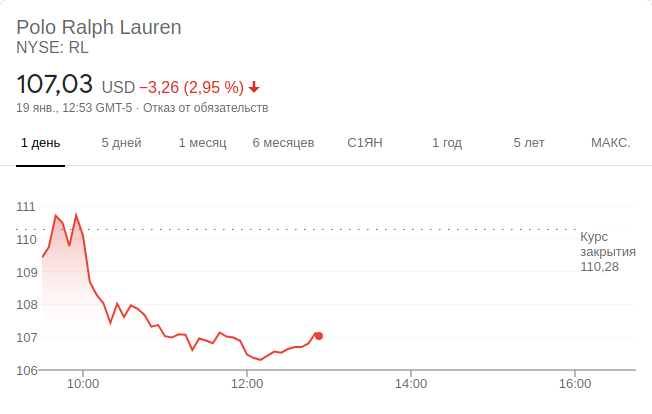 Polo Ralph Lauren
NYSE: RL
107,03 USD −3,26 (2,95 %)
19 янв., 12:53 GMT-5 · Отказ от обязательств
1 день 5 дней 1 месяц 6 месяцев С1ЯН 1 год 5 лет МАКС.
111
110
109
108
107
106
Курс
закрытия
110,28
10:00 12:00 14:00 16:00